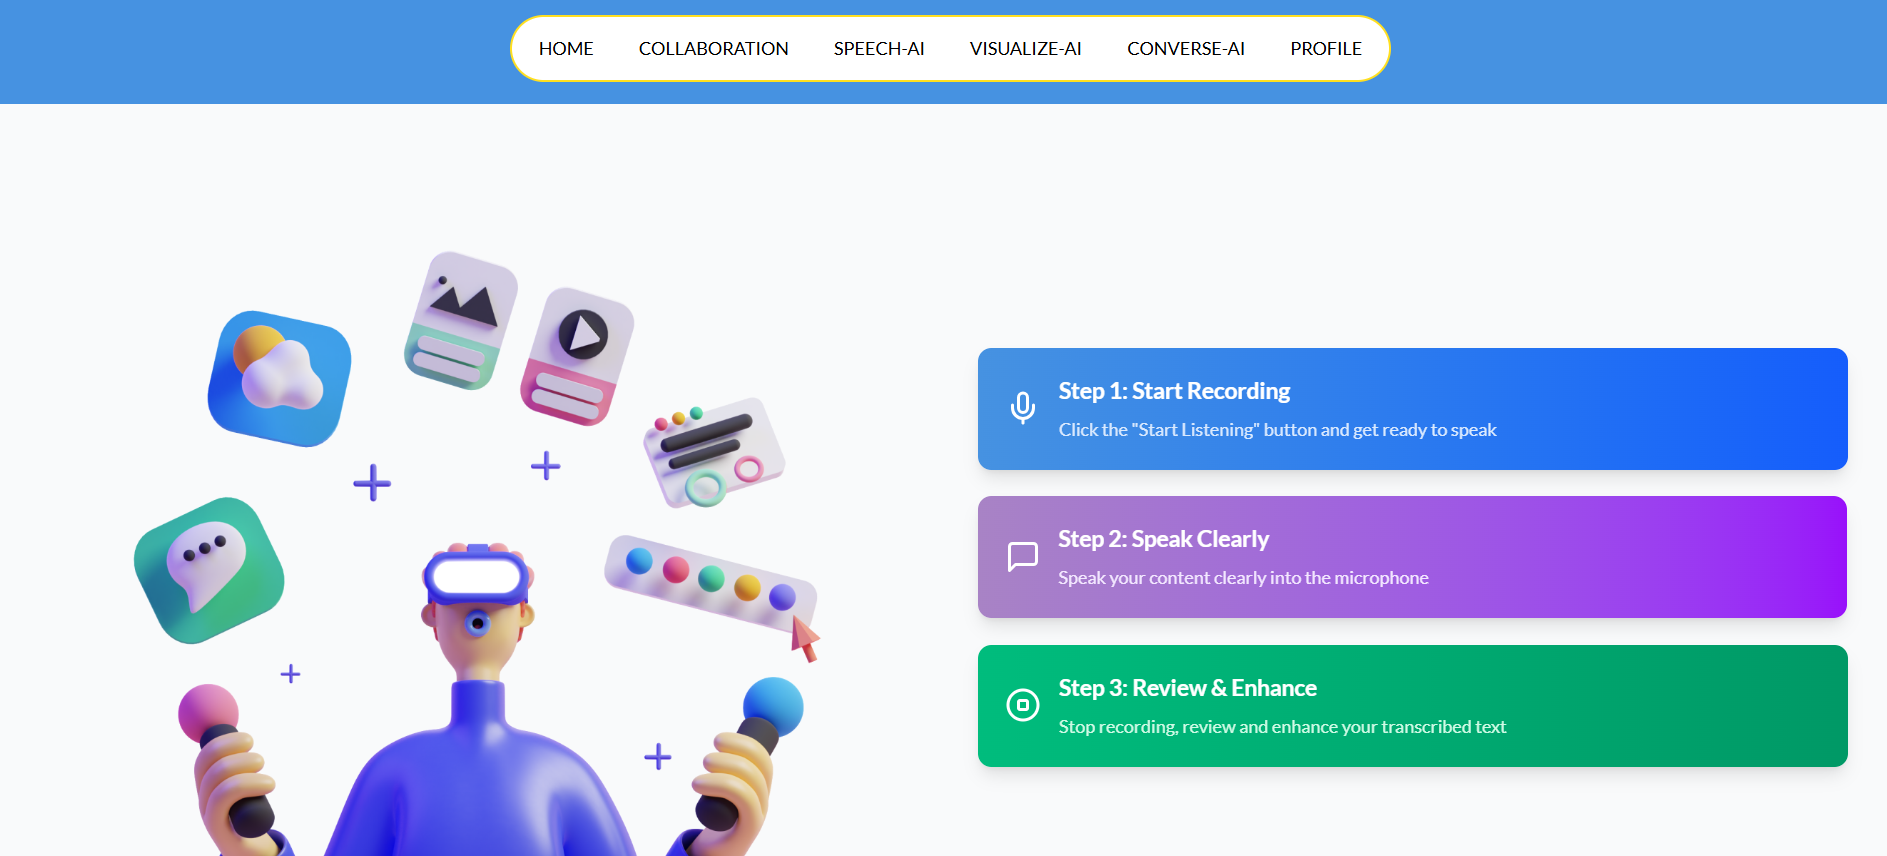 HOME COLLABORATION SPEECH-AI VISUALIZE-AI CONVERSE-AI PROFILE
Step 1: Start Recording
Click the "Start Listening" button and get ready to speak
Step 2: Speak Clearly
Speak your content clearly into the microphone
Step 3: Review & Enhance
Stop recording, review and enhance your transcribed text